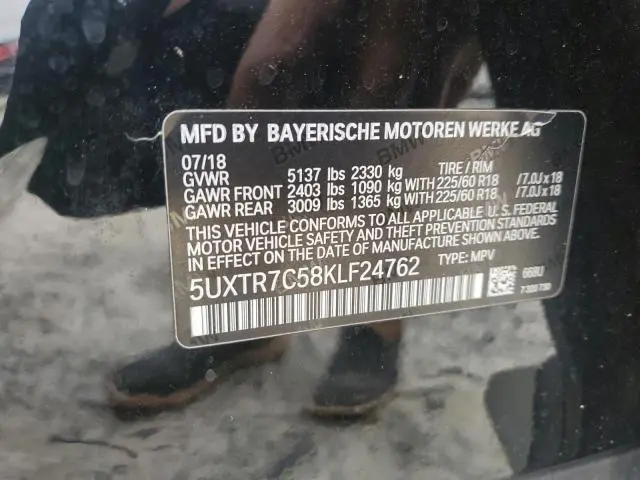 MFD BY BAYERISCHE MOTOREN WERKE AG
07/18
GVWR 5137 lbs 2330 kg TIRE / RIM
GAWR FRONT 2403 lbs 1090 kg WITH 225/60 R18 /7.0J x 18
GAWR REAR 3009 lbs 1365 kg WITH 225/60 R18 /7.0J x 18
THIS VEHICLE CONFORMS TO ALL APPLICABLE U.S. FEDERAL
MOTOR VEHICLE SAFETY AND THEFT PREVENTION STANDARDS
IN EFFECT ON THE DATE OF MANUFACTURE SHOWN ABOVE.
5UXTR7C58KLF24762 TYPE: MPV
668U